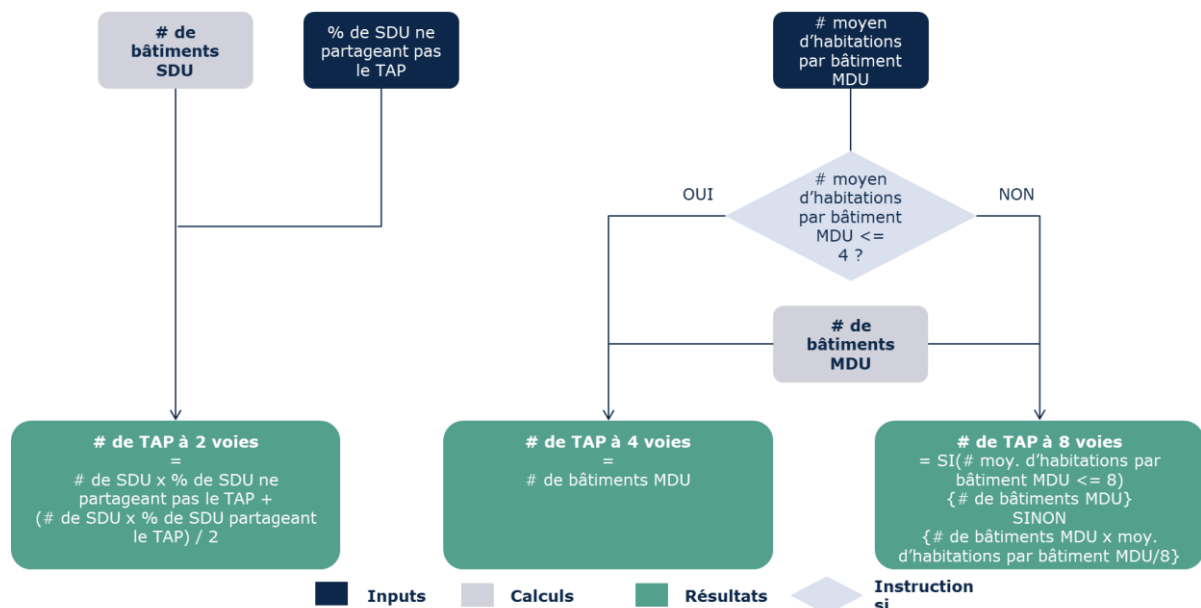 # de
bâtiments
SDU
% de SDU ne
partageant pas
le TAP
# moyen
d’habitations
par bâtiment
MDU
OUI
# moyen
d’habitations
par bâtiment
MDU <=
4 ?
NON
# de
bâtiments
MDU
# de TAP à 2 voies
=
# de SDU x % de SDU ne
partageant pas le TAP +
(# de SDU x % de SDU partageant
le TAP) / 2
# de TAP à 4 voies
=
# de bâtiments MDU
# de TAP à 8 voies
= SI(# moy. d’habitations par
bâtiment MDU <= 8)
{# de bâtiments MDU}
SINON
{# de bâtiments MDU x moy.
d’habitations par bâtiment MDU/8}
Inputs
Calculs
Résultats
Instruction
si